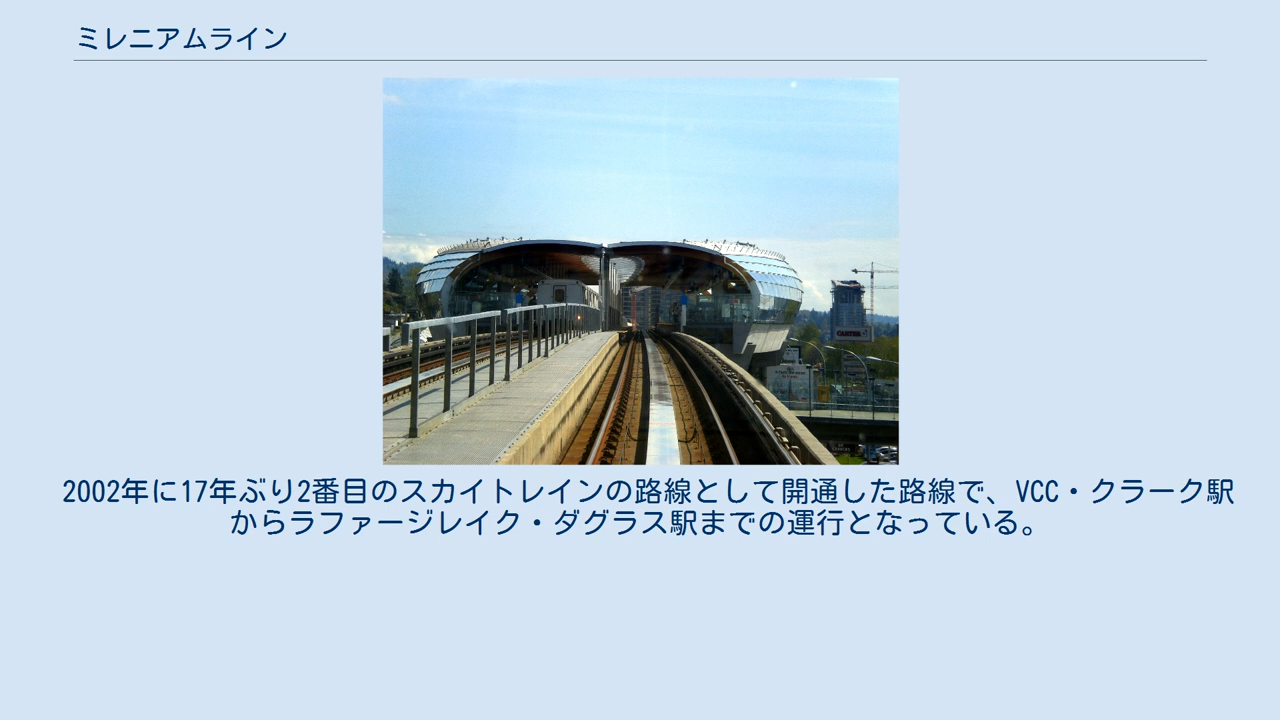 ミレニアムライン
2002年に17年ぶり2番目のスカイトレインの路線として開通した路線で、VCC・クラーク駅
からラファージレイク・ダグラス駅までの運行となっている。